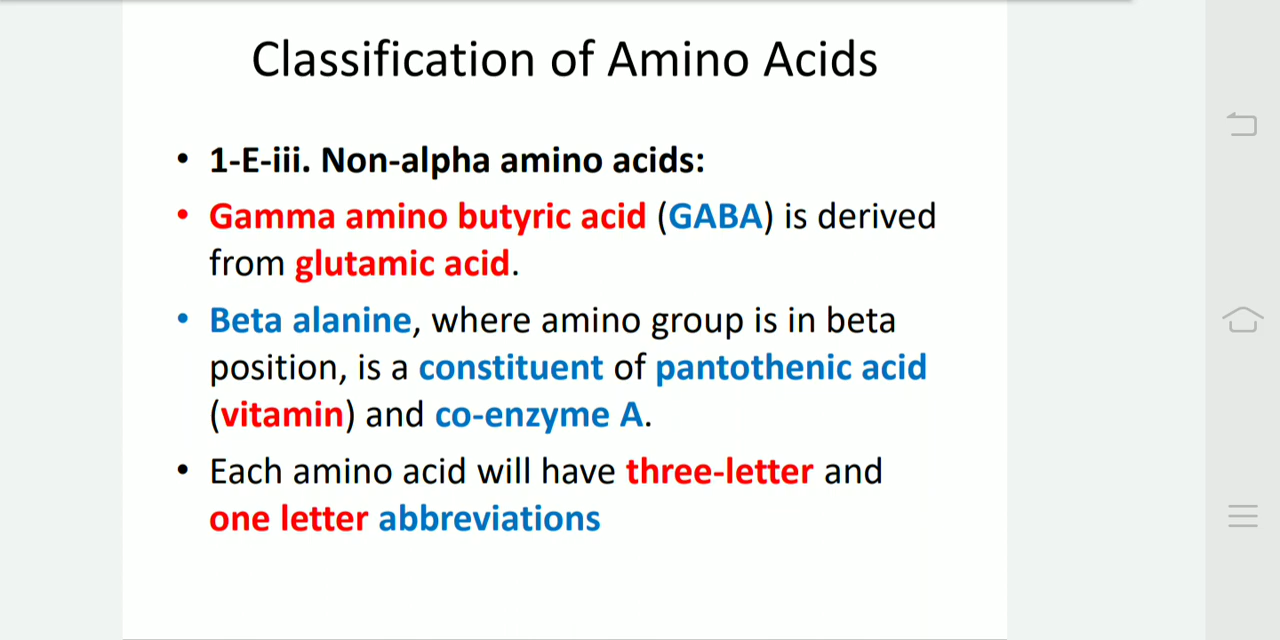 Classification of Amino Acids
• 1-E-iii. Non-alpha amino acids:
• Gamma amino butyric acid (GABA) is derived
from glutamic acid.
• Beta alanine, where amino group is in beta
position, is a constituent of pantothenic acid
(vitamin) and co-enzyme A.
• Each amino acid will have three-letter and
one letter abbreviations